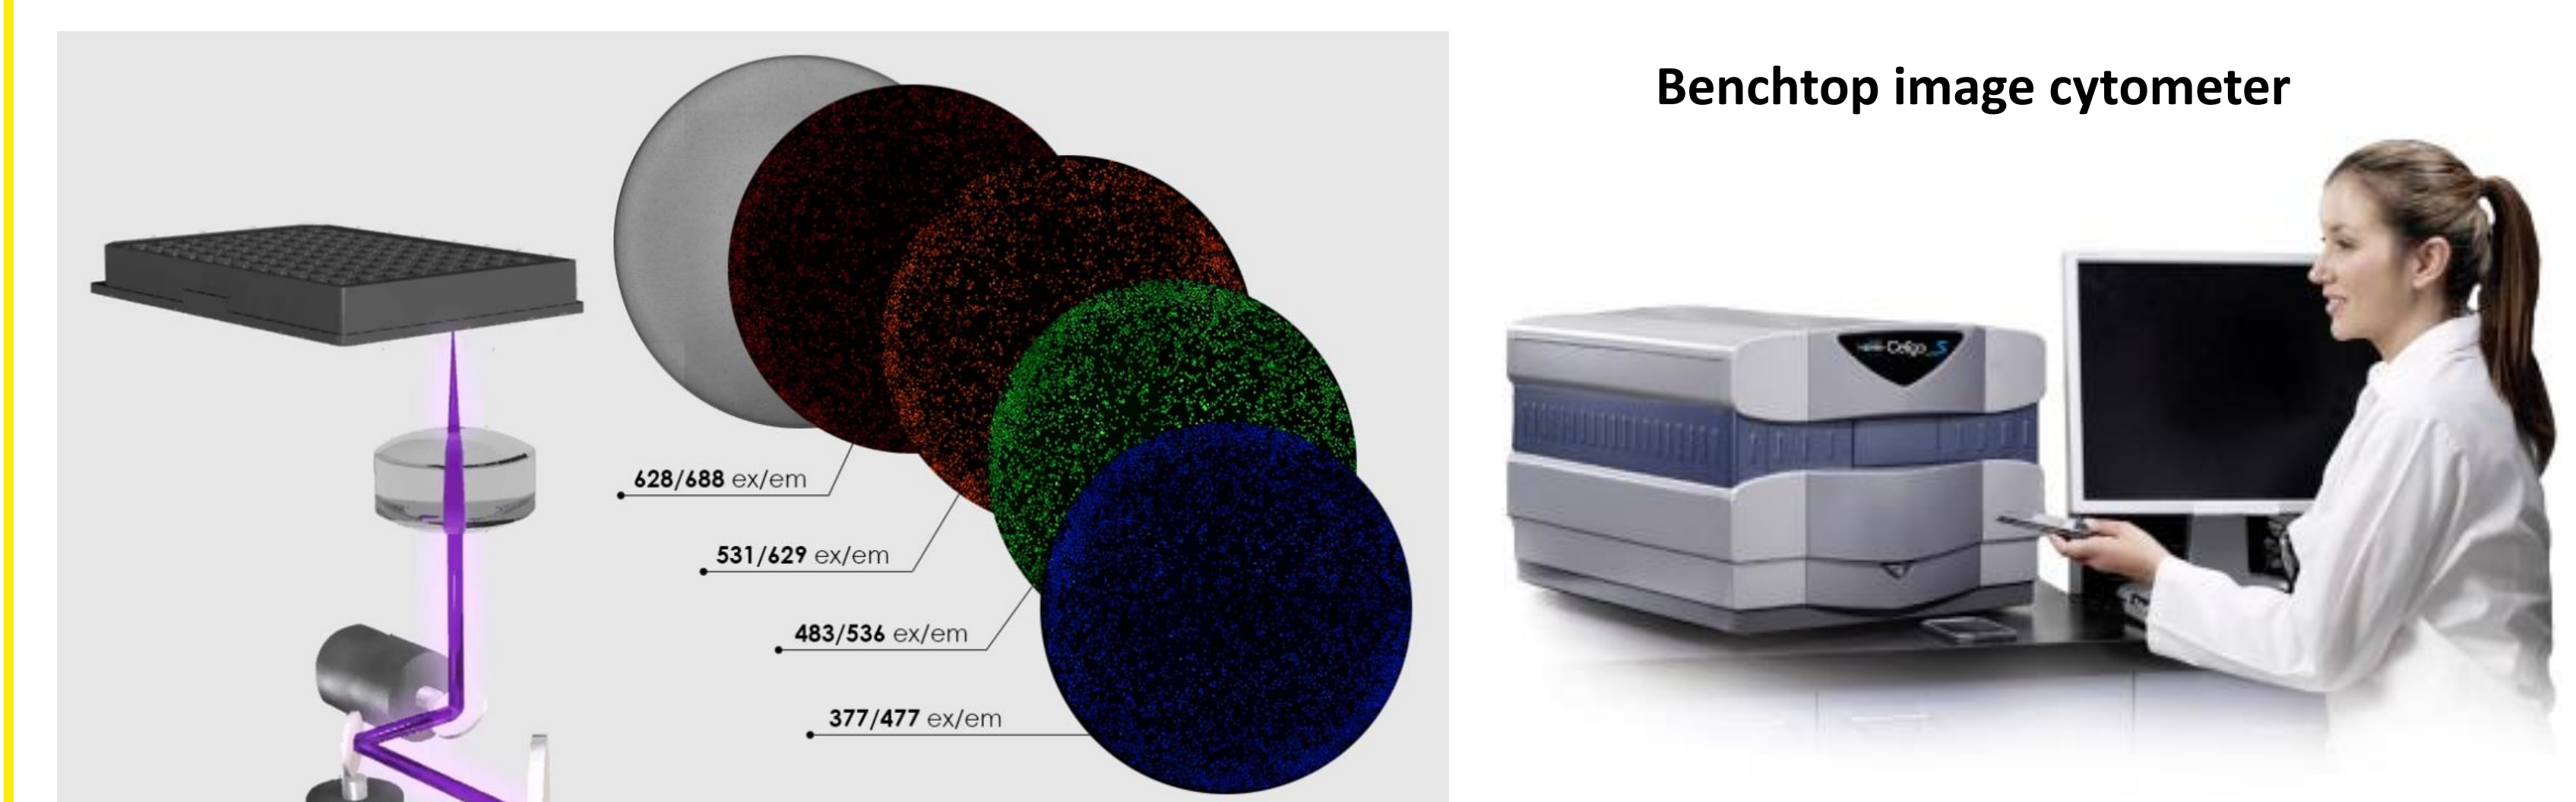 Benchtop image cytometer
628/688 ex/em
531/629 ex/em
483/536 ex/em
377/477 ex/em
Celigo S